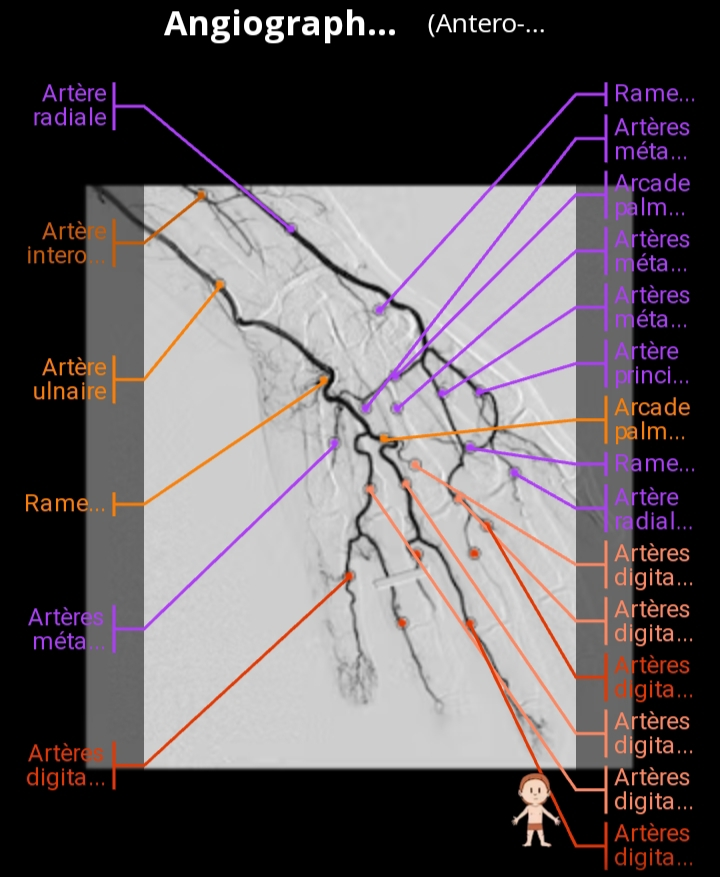 Angiograph... (Antero-...
Artère
radiale
Artère
intero...
Artère
ulnaire
Rame...
Artères
méta...
Artères
digita...
Rame...
Artères
méta...
Arcade
palm...
Artères
méta...
Artères
méta...
Artère
princi...
Arcade
palm...
Rame...
Artère
radial...
Artères
digita...
Artères
digita...
Artères
digita...
Artères
digita...
Artères
digita...
Artères
digita...